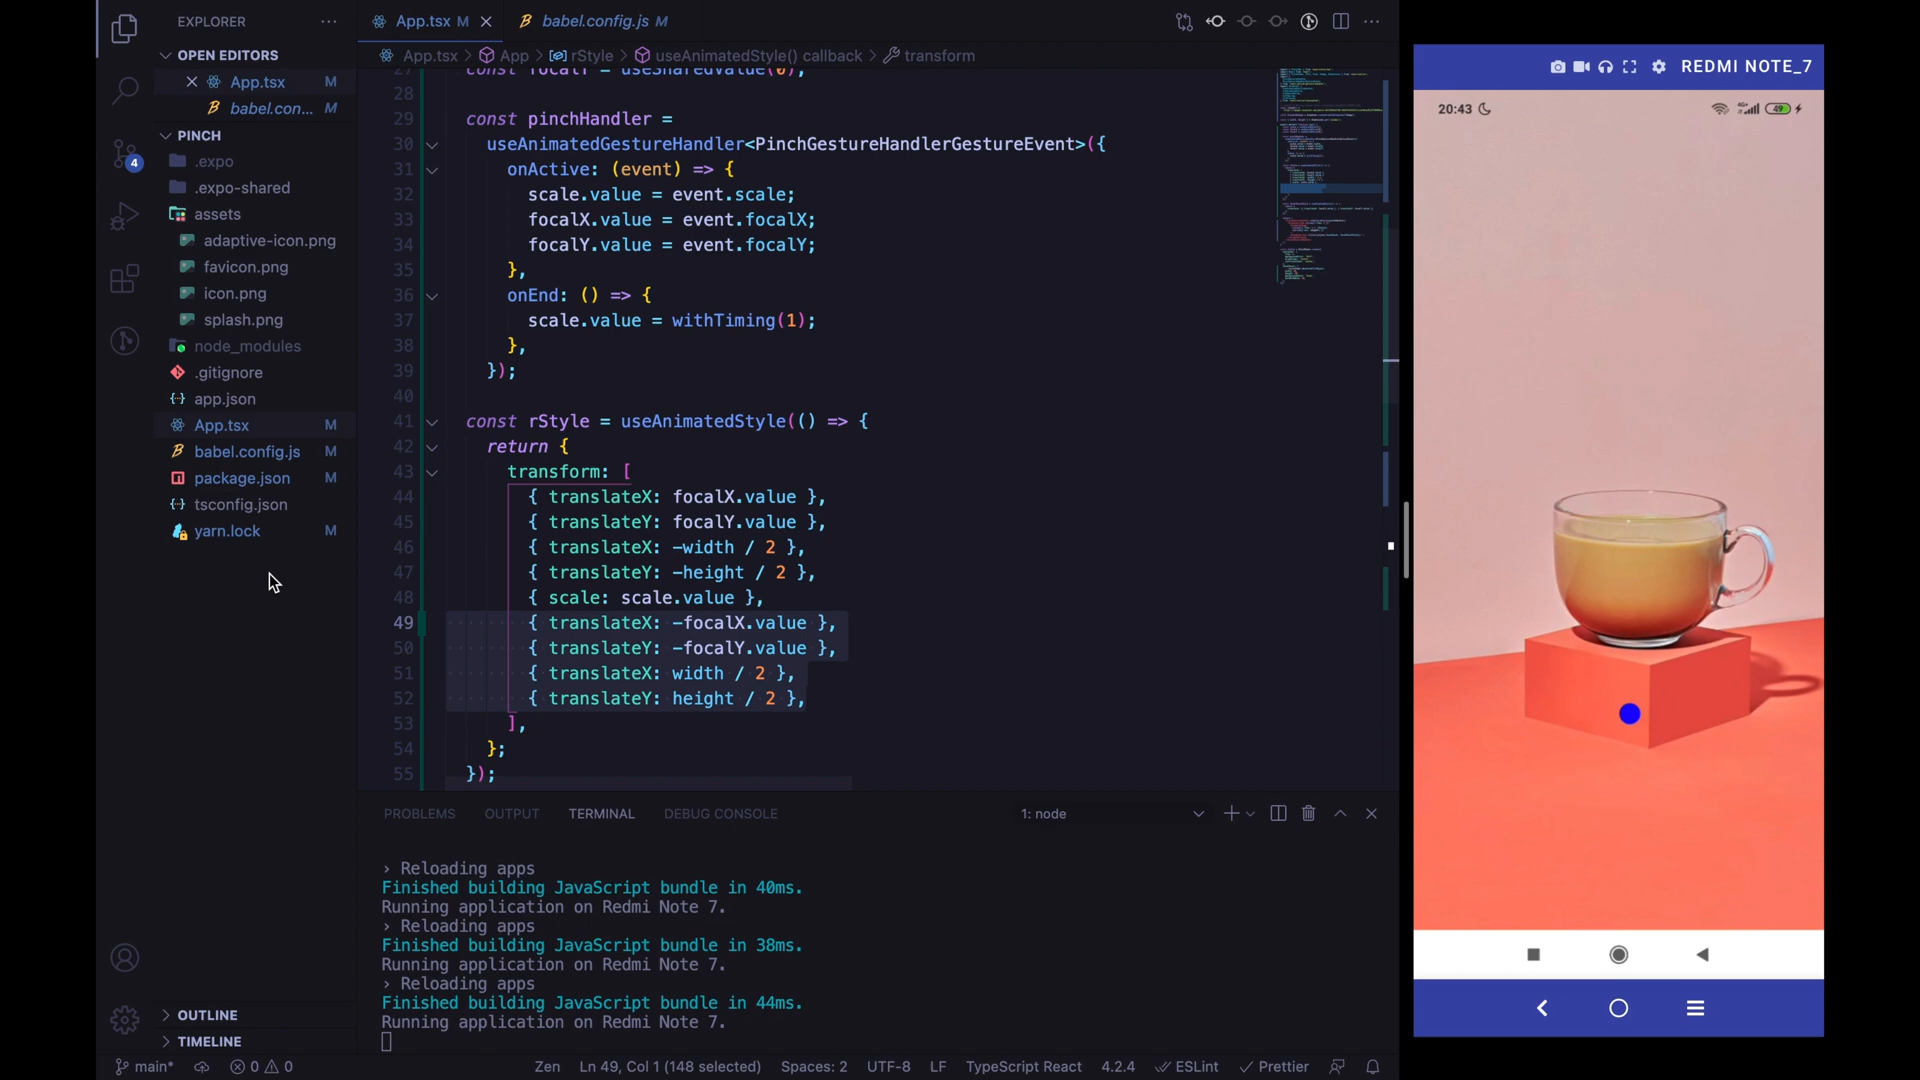 EXPLORER
OPEN EDITORS
App.tsx M
babel.con... M
PINCH
.expo
.expo-shared
assets
adaptive-icon.png
favicon.png
icon.png
splash.png
node_modules
.gitignore
app.json
App.tsx M
babel.config.js M
package.json M
tsconfig.json
yarn.lock M
4
OUTLINE
TIMELINE
App.tsx M
babel.config.js M
App.tsx > App > rStyle > useAnimatedStyle() callback > transform
27 const focalY = useSharedValue(0);
28
29 const pinchHandler =
30 useAnimatedGestureHandler<PinchGestureHandlerGestureEvent>({
31 onActive: (event) => {
32 scale.value = event.scale;
33 focalX.value = event.focalX;
34 focalY.value = event.focalY;
35 },
36 onEnd: () => {
37 scale.value = withTiming(1);
38 },
39 });
40
41 const rStyle = useAnimatedStyle(() => {
42 return {
43 transform: [
44 { translateX: focalX.value },
45 { translateY: focalY.value },
46 { translateX: -width / 2 },
47 { translateY: -height / 2 },
48 { scale: scale.value },
49 { translateX: -focalX.value },
50 { translateY: -focalY.value },
51 { translateX: width / 2 },
52 { translateY: height / 2 },
53 ],
54 };
55 });
PROBLEMS OUTPUT TERMINAL DEBUG CONSOLE 1: node
› Reloading apps
Finished building JavaScript bundle in 40ms.
Running application on Redmi Note 7.
› Reloading apps
Finished building JavaScript bundle in 38ms.
Running application on Redmi Note 7.
› Reloading apps
Finished building JavaScript bundle in 44ms.
Running application on Redmi Note 7.
main* 0 0 Zen Ln 49, Col 1 (148 selected) Spaces: 2 UTF-8 LF TypeScript React 4.2.4 ESLint Prettier
REDMI NOTE_7
20:43 49